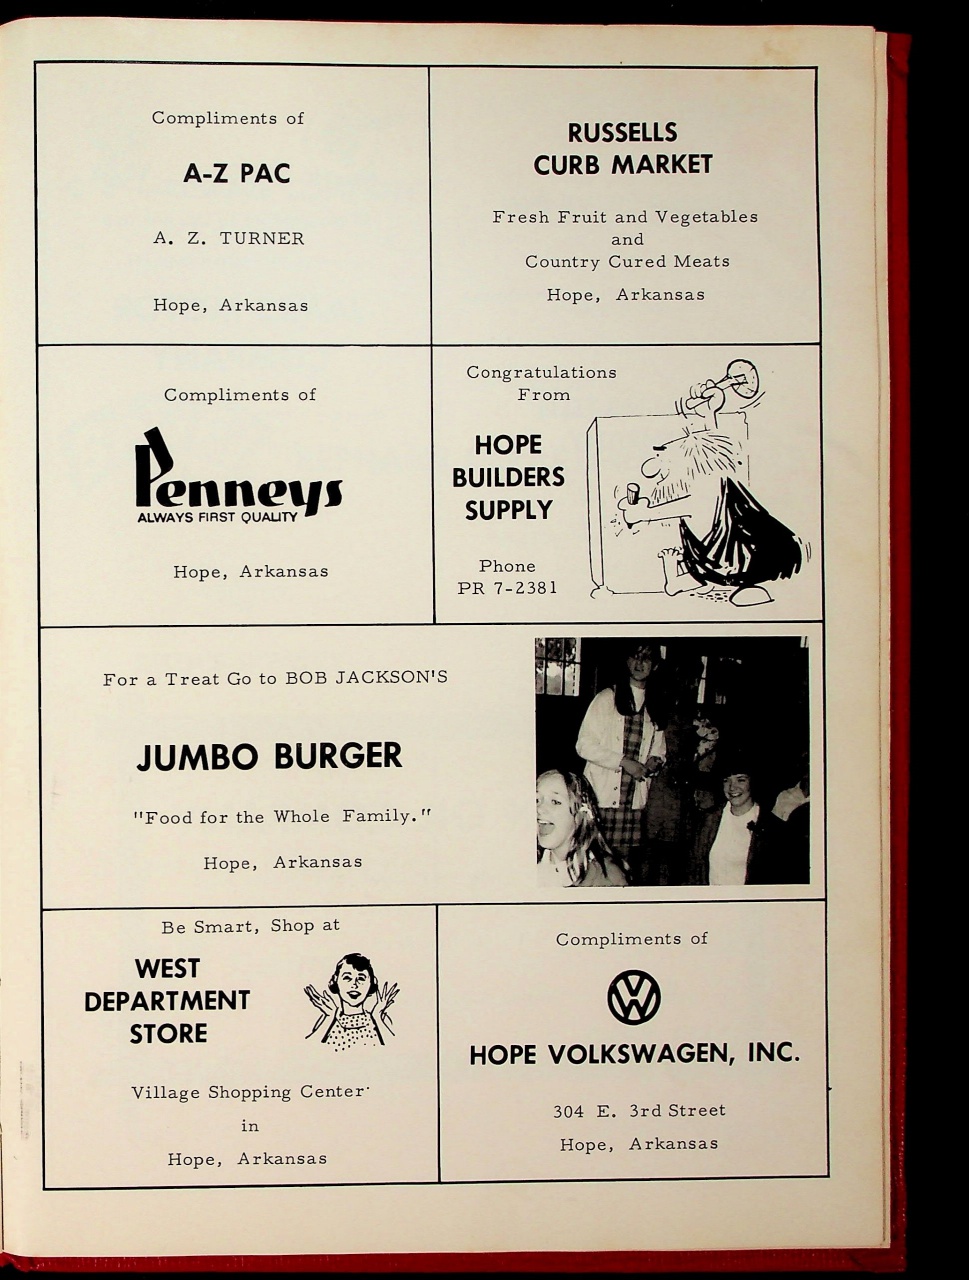 Compliments of
A-Z PAC
A. Z. TURNER
Hope, Arkansas
RUSSELLS
CURB MARKET
Fresh Fruit and Vegetables
and
Country Cured Meats
Hope, Arkansas
Compliments of
Penneys
ALWAYS FIRST QUALITY
Hope, Arkansas
Congratulations
From
HOPE
BUILDERS
SUPPLY
Phone
PR 7-2381
For a Treat Go to BOB JACKSON'S
JUMBO BURGER
"Food for the Whole Family."
Hope, Arkansas
Be Smart, Shop at
WEST
DEPARTMENT
STORE
Village Shopping Center
in
Hope, Arkansas
Compliments of
VW
HOPE VOLKSWAGEN, INC.
304 E. 3rd Street
Hope, Arkansas